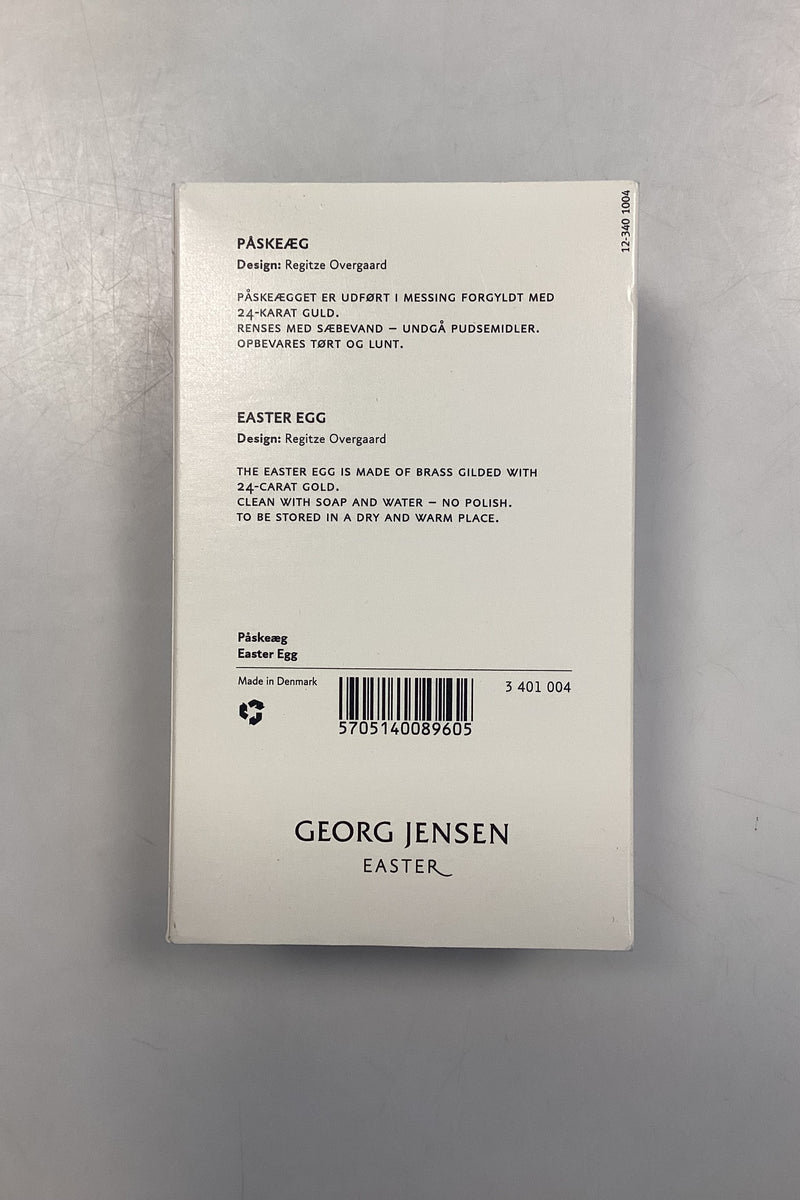 12-340 1004
PÅSKEÆG
Design: Regitze Overgaard
PÅSKEÆGGET ER UDFØRT I MESSING FORGYLDT MED
24-KARAT GULD.
RENSES MED SÆBEVAND – UNDGÅ PUDSEMIDLER.
OPBEVARES TØRT OG LUNT.
EASTER EGG
Design: Regitze Overgaard
THE EASTER EGG IS MADE OF BRASS GILDED WITH
24-CARAT GOLD.
CLEAN WITH SOAP AND WATER – NO POLISH.
TO BE STORED IN A DRY AND WARM PLACE.
Påskeæg
Easter Egg
Made in Denmark
3 401 004
5705140089605
GEORG JENSEN
EASTER